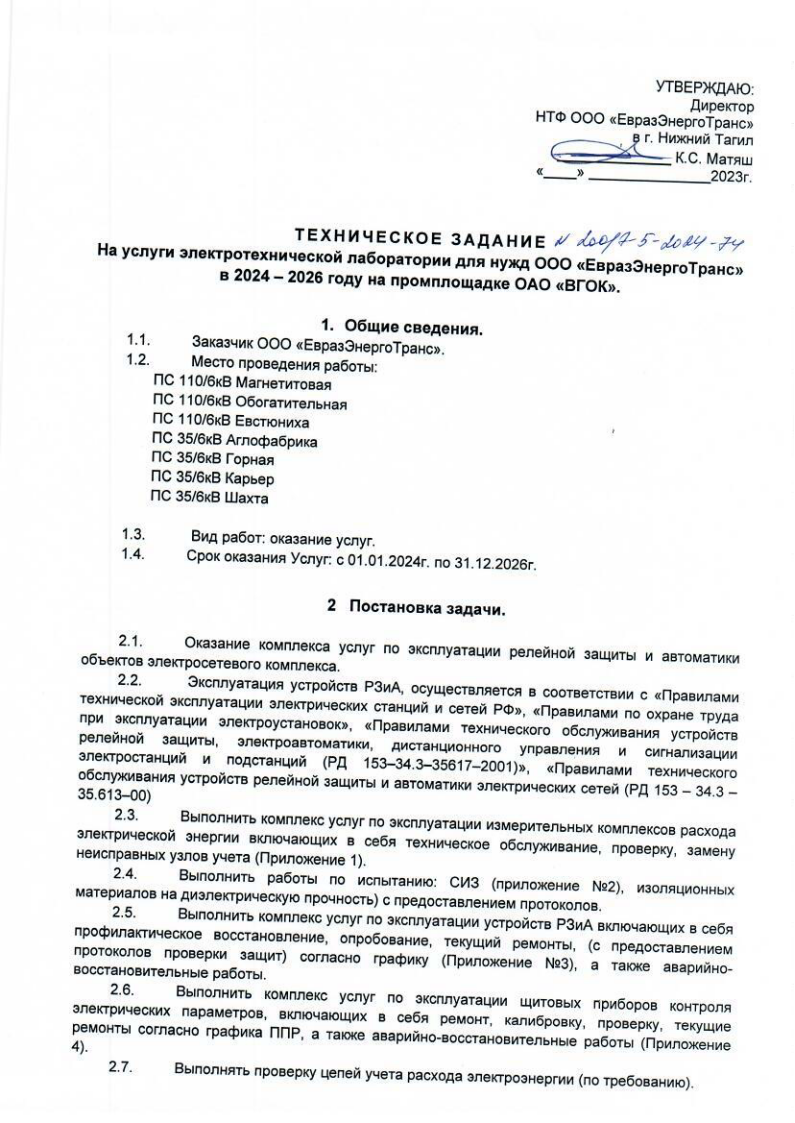 УТВЕРЖДАЮ:
Директор
НТФ ООО «ЕвразЭнергоТранс»
в г. Нижний Тагил
______________ К.С. Матяш
«____» _______________2023г.
ТЕХНИЧЕСКОЕ ЗАДАНИЕ
На услуги электротехнической лаборатории для нужд ООО «ЕвразЭнергоТранс»
в 2024 – 2026 году на промплощадке ОАО «ВГОК».
1. Общие сведения.
1.1. Заказчик ООО «ЕвразЭнергоТранс».
1.2. Место проведения работы:
ПС 110/6кВ Магнетитовая
ПС 110/6кВ Обогатительная
ПС 110/6кВ Евстюниха
ПС 35/6кВ Аглофабрика
ПС 35/6кВ Горная
ПС 35/6кВ Карьер
ПС 35/6кВ Шахта
1.3. Вид работ: оказание услуг.
1.4. Срок оказания Услуг: с 01.01.2024г. по 31.12.2026г.
2 Постановка задачи.
2.1. Оказание комплекса услуг по эксплуатации релейной защиты и автоматики
объектов электросетевого комплекса.
2.2. Эксплуатация устройств РЗиА, осуществляется в соответствии с «Правилами
технической эксплуатации электрических станций и сетей РФ», «Правилами по охране труда
при эксплуатации электроустановок», «Правилами технического обслуживания устройств
релейной защиты, электроавтоматики, дистанционного управления и сигнализации
электростанций и подстанций (РД 153–34.3–35617–2001)», «Правилами технического
обслуживания устройств релейной защиты и автоматики электрических сетей (РД 153 – 34.3 –
35.613–00)
2.3. Выполнить комплекс услуг по эксплуатации измерительных комплексов расхода
электрической энергии включающих в себя техническое обслуживание, проверку, замену
неисправных узлов учета (Приложение 1).
2.4. Выполнить работы по испытанию: СИЗ (приложение №2), изоляционных
материалов на диэлектрическую прочность) с предоставлением протоколов.
2.5. Выполнить комплекс услуг по эксплуатации устройств РЗиА включающих в себя
профилактическое восстановление, опробование, текущий ремонты, (с предоставлением
протоколов проверки защит) согласно графику (Приложение №3), а также аварийно-
восстановительные работы.
2.6. Выполнить комплекс услуг по эксплуатации щитовых приборов контроля
электрических параметров, включающих в себя ремонт, калибровку, проверку, текущие
ремонты согласно графика ППР, а также аварийно-восстановительные работы (Приложение
4).
2.7. Выполнять проверку цепей учета расхода электроэнергии (по требованию).